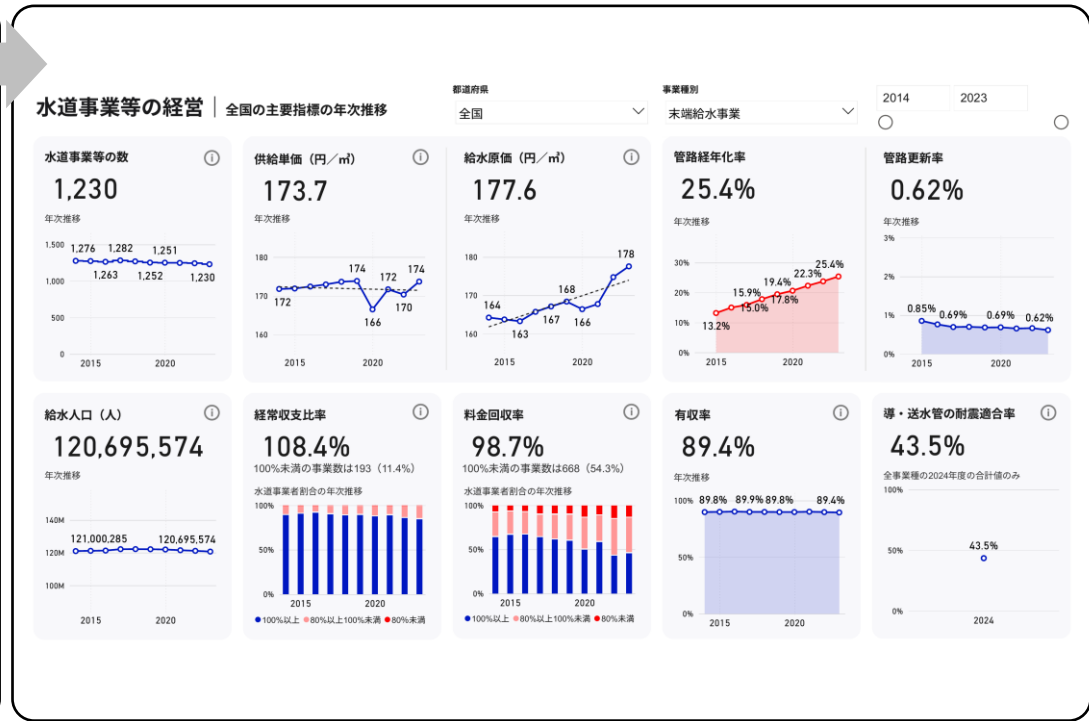 水道事業等の経営 | 全国の主要指標の年次推移
都道府県
全国
事業種別
末端給水事業
2014 2023
水道事業等の数
1,230
年次推移
1,500
1,000
500
0
1,276 1,282 1,251
1,263 1,252 1,230
2015 2020
供給単価（円／㎥）
173.7
年次推移
180
170
160
174 172 174
172 166 170
2015 2020
給水原価（円／㎥）
177.6
年次推移
180
170
160
178
164 168
163 167 166
2015 2020
管路経年化率
25.4%
年次推移
30%
20%
10%
0%
15.9% 19.4% 22.3% 25.4%
13.2% 15.0% 17.8%
2015 2020
管路更新率
0.62%
年次推移
3%
2%
1%
0%
0.85% 0.69% 0.69% 0.62%
2015 2020
給水人口（人）
120,695,574
年次推移
140M
120M
100M
121,000,285 120,695,574
2015 2020
経常収支比率
108.4%
100%未満の事業数は193（11.4%）
水道事業者割合の年次推移
100%
50%
0%
2015 2020
100%以上 80%以上100%未満 80%未満
料金回収率
98.7%
100%未満の事業数は668（54.3%）
水道事業者割合の年次推移
100%
50%
0%
2015 2020
100%以上 80%以上100%未満 80%未満
有収率
89.4%
年次推移
100%
50%
0%
89.8% 89.9% 89.8% 89.4%
2015 2020
導・送水管の耐震適合率
43.5%
全事業種の2024年度の合計値のみ
100%
50%
0%
43.5%
2024